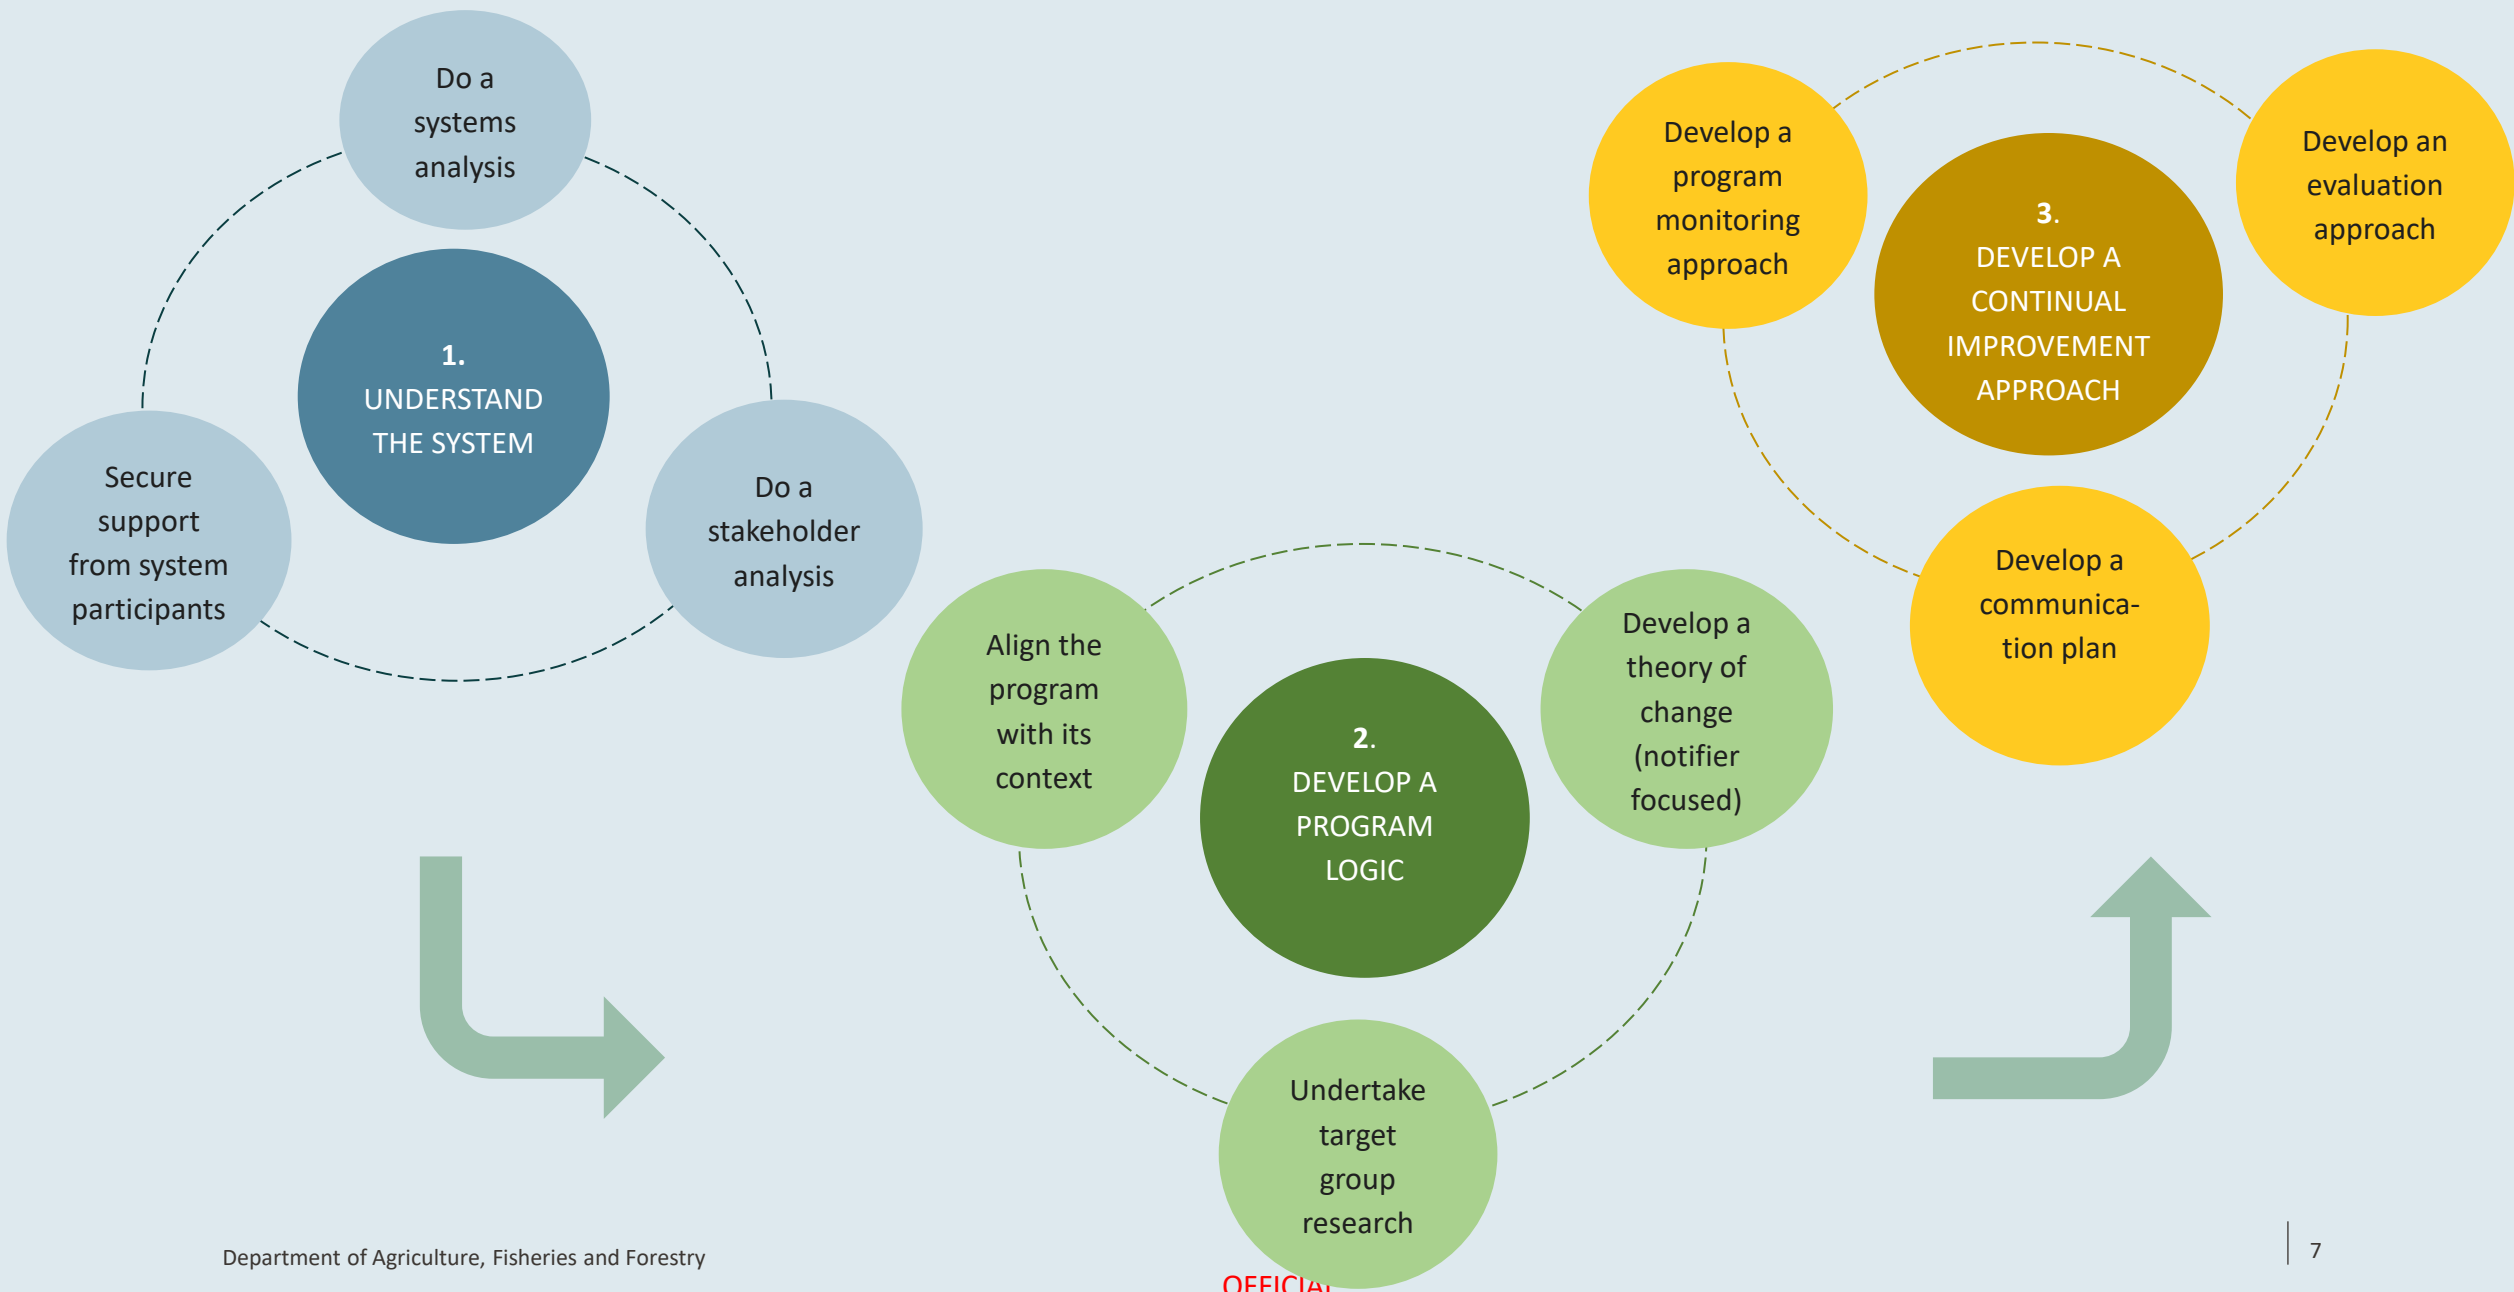 Do a
systems
analysis
1.
UNDERSTAND
THE SYSTEM
Secure
support
from system
participants
Do a
stakeholder
analysis
Align the
program
with its
context
2.
DEVELOP A
PROGRAM
LOGIC
Develop a
theory of
change
(notifier
focused)
Undertake
target
group
research
Develop a
program
monitoring
approach
3.
DEVELOP A
CONTINUAL
IMPROVEMENT
APPROACH
Develop an
evaluation
approach
Develop a
communica-
tion plan
Department of Agriculture, Fisheries and Forestry
OFFICIAL
7